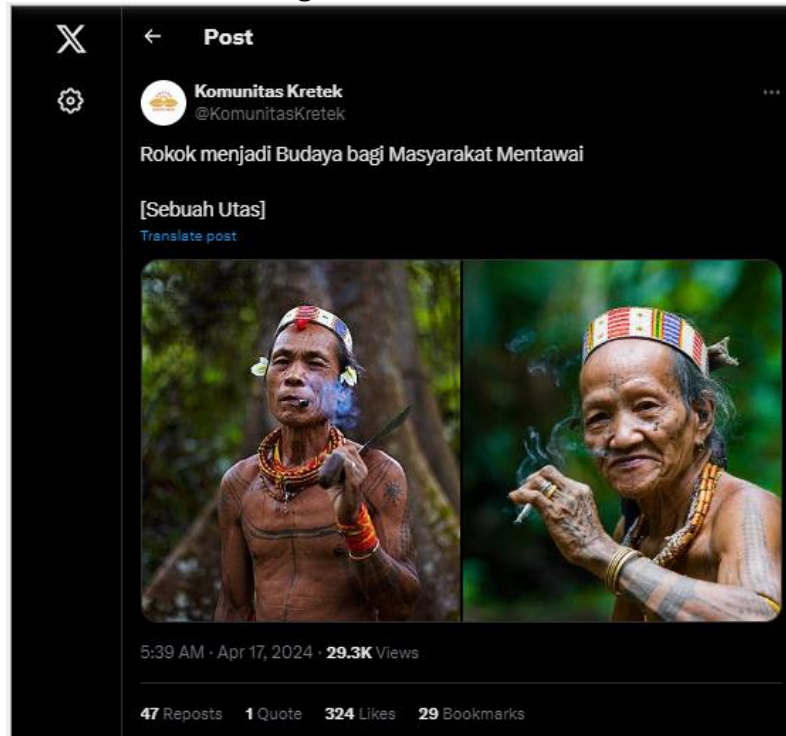 Post
Komunitas Kretek
@KomunitasKretek
Rokok menjadi Budaya bagi Masyarakat Mentawai
[Sebuah Utas]
Translate post
5:39 AM · Apr 17, 2024 · 29.3K Views
47 Reposts 1 Quote 324 Likes 29 Bookmarks